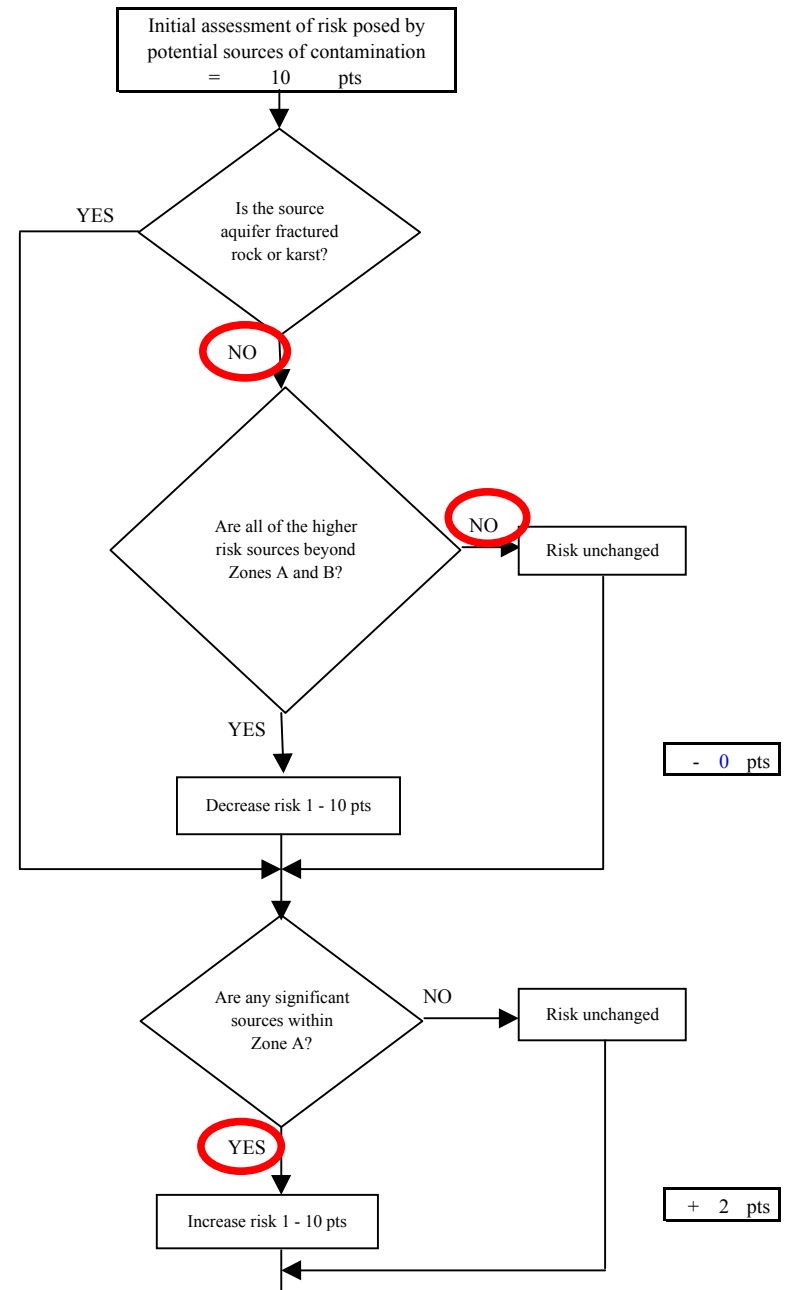 Initial assessment of risk posed by
potential sources of contamination
= 10 pts
YES
Is the source
aquifer fractured
rock or karst?
NO
Are all of the higher
risk sources beyond
Zones A and B?
NO
Risk unchanged
YES
- 0 pts
Decrease risk 1 - 10 pts
Are any significant
sources within
Zone A?
NO
Risk unchanged
YES
+ 2 pts
Increase risk 1 - 10 pts